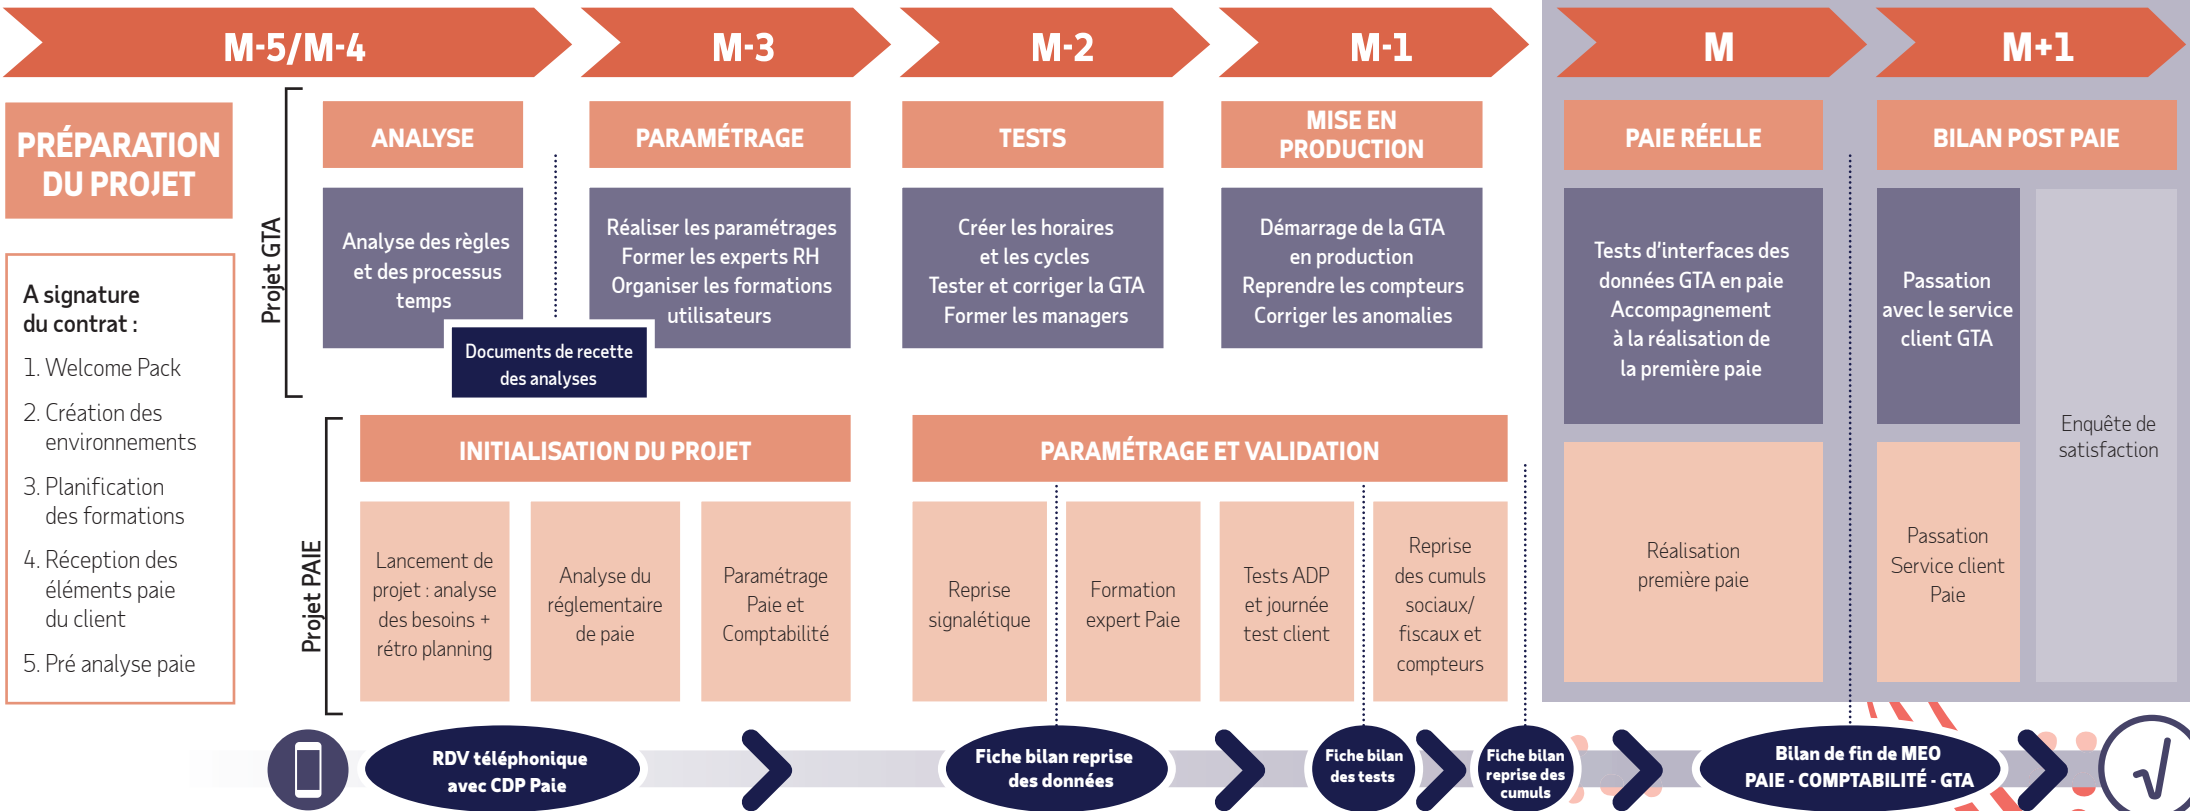 M-5/M-4
M-3
M-2
M-1
M
M+1
PRÉPARATION
DU PROJET
A signature
du contrat :
1. Welcome Pack
2. Création des
environnements
3. Planification
des formations
4. Réception des
éléments paie
du client
5. Pré analyse paie
Projet GTA
ANALYSE
Analyse des règles
et des processus
temps
Documents de recette
des analyses
PARAMÉTRAGE
Réaliser les paramétrages
Former les experts RH
Organiser les formations
utilisateurs
TESTS
Créer les horaires
et les cycles
Tester et corriger la GTA
Former les managers
MISE EN
PRODUCTION
Démarrage de la GTA
en production
Reprendre les compteurs
Corriger les anomalies
PAIE RÉELLE
Tests d'interfaces des
données GTA en paie
Accompagnement
à la réalisation de
la première paie
BILAN POST PAIE
Passation
avec le service
client GTA
Enquête de
satisfaction
Projet PAIE
INITIALISATION DU PROJET
Lancement de
projet : analyse
des besoins +
rétro planning
Analyse du
réglementaire
de paie
Paramétrage
Paie et
Comptabilité
PARAMÉTRAGE ET VALIDATION
Reprise
signalétique
Formation
expert Paie
Tests ADP
et journée
test client
Reprise
des cumuls
sociaux/
fiscaux et
compteurs
Réalisation
première paie
Passation
Service client
Paie
RDV téléphonique
avec CDP Paie
Fiche bilan reprise
des données
Fiche bilan
des tests
Fiche bilan
reprise des
cumuls
Bilan de fin de MEO
PAIE - COMPTABILITÉ - GTA